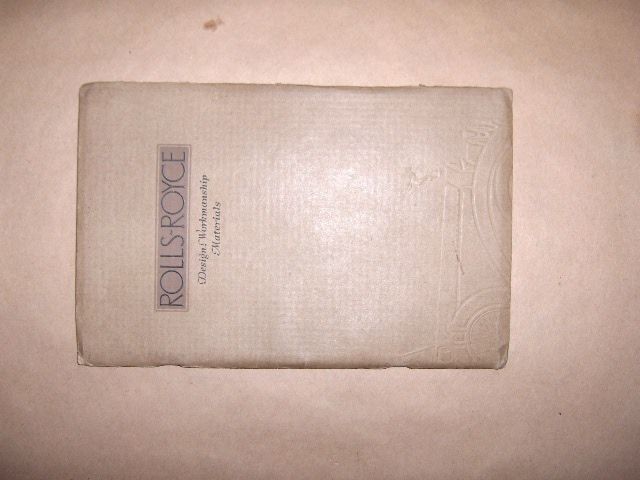 ROLLS-ROYCE
Design! Workmanship
Materials